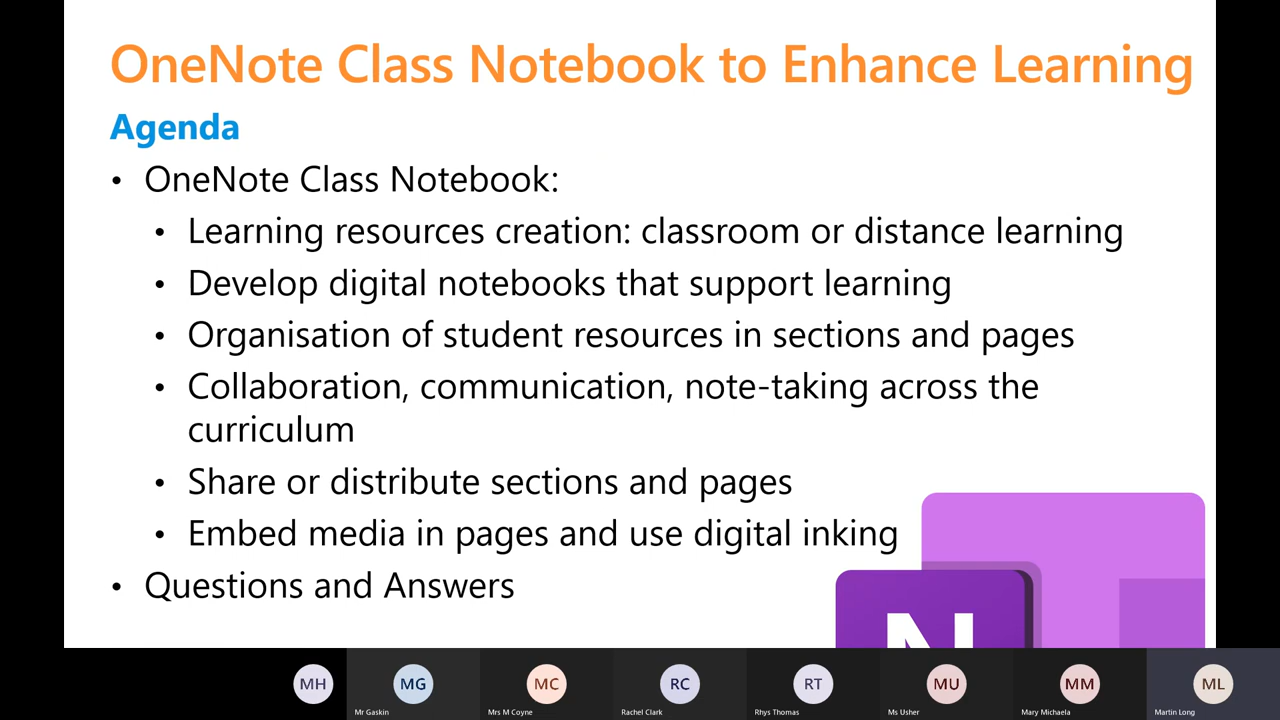 OneNote Class Notebook to Enhance Learning
Agenda
• OneNote Class Notebook:
• Learning resources creation: classroom or distance learning
• Develop digital notebooks that support learning
• Organisation of student resources in sections and pages
• Collaboration, communication, note-taking across the
curriculum
• Share or distribute sections and pages
• Embed media in pages and use digital inking
• Questions and Answers
N
MH MG MC RC RT MU MM ML
Mr Gaskin Mrs M Coyne Rachel Clark Rhys Thomas Ms Usher Mary Michaela Martin Long